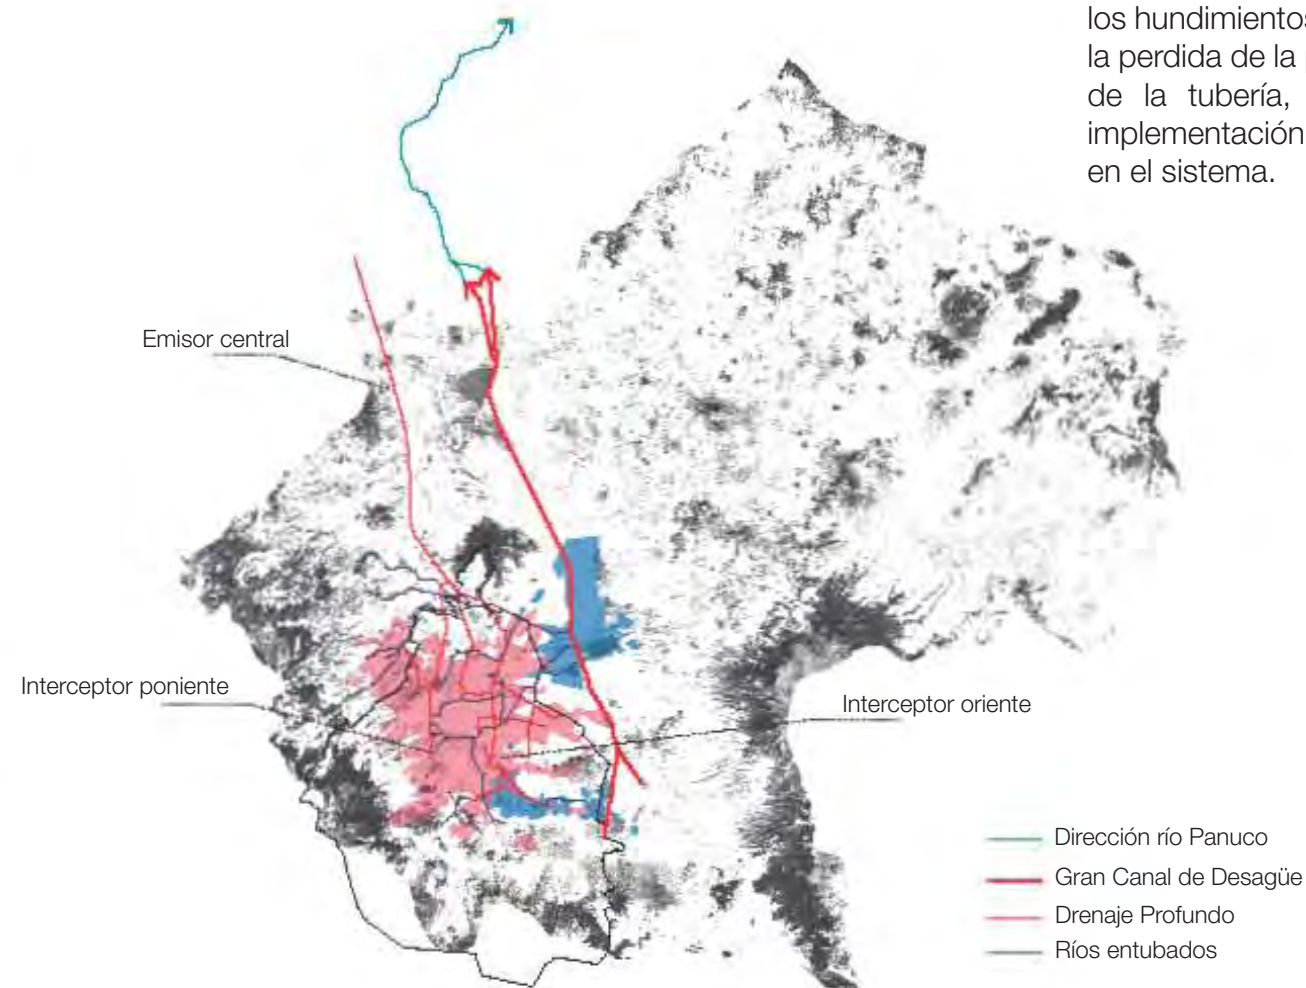 los hundimientos
la perdida de la
de la tubería,
implementación
en el sistema.
Emisor central
Interceptor poniente
Interceptor oriente
Dirección río Panuco
Gran Canal de Desagüe
Drenaje Profundo
Ríos entubados